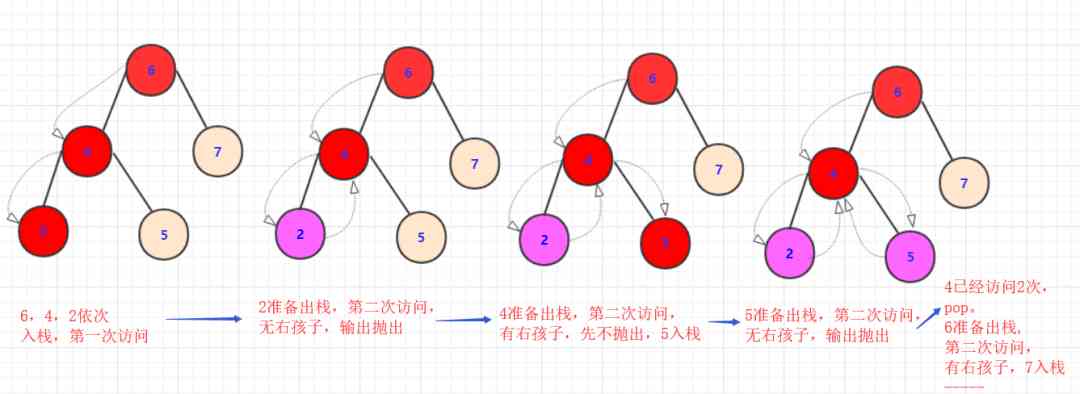 6
7
5
6
7
2
5
6
4
7
2
6
4
7
2
5
6，4，2依次
入栈，第一次访问
2准备出栈，第二次访问，
无右孩子，输出抛出
4准备出栈，第二次访问，
有右孩子，先不抛出，5入栈
5准备出栈，第二次访问，
无右孩子，输出抛出
4已经访问2次，
pop。
6准备出栈，
第二次访问，
有右孩子，7入栈
-----